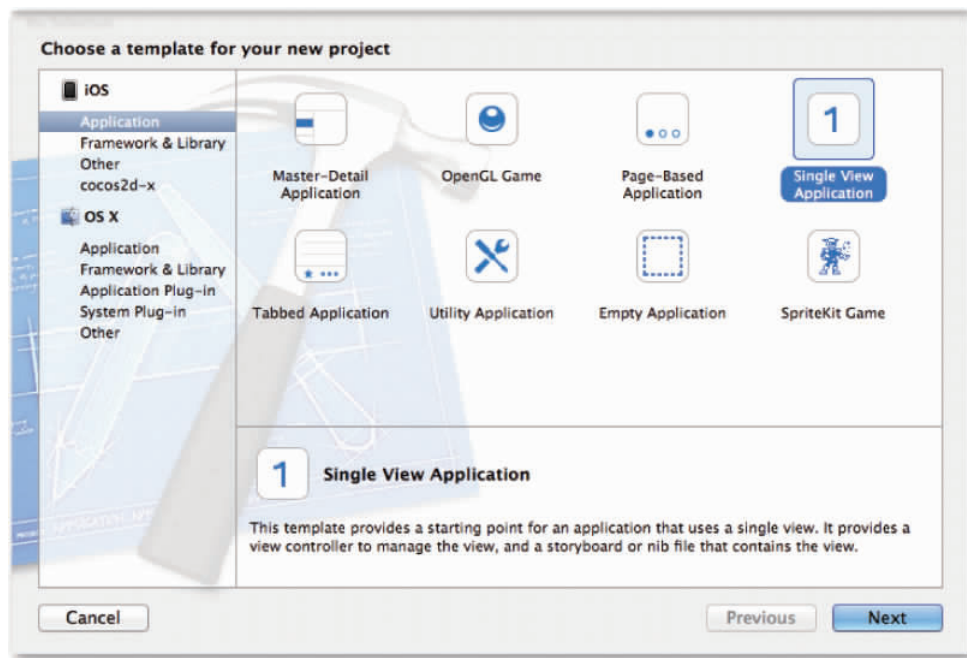 Choose a template for your new project
iOS
Application
Framework & Library
Other
cocos2d-x
OS X
Application
Framework & Library
Application Plug-in
System Plug-in
Other
Master-Detail
Application
OpenGL Game
Page-Based
Application
1
Single View
Application
Tabbed Application
Utility Application
Empty Application
SpriteKit Game
1
Single View Application
This template provides a starting point for an application that uses a single view. It provides a
view controller to manage the view, and a storyboard or nib file that contains the view.
Cancel
Previous
Next